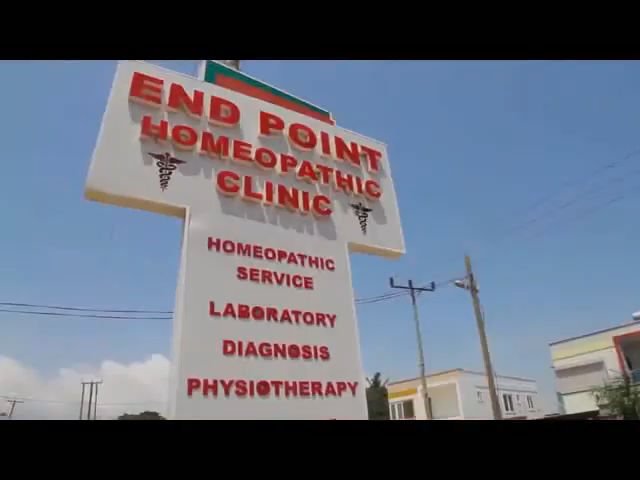 END POINT
HOMEOPATHIC
CLINIC
HOMEOPATHIC
SERVICE
LABORATORY
DIAGNOSIS
PHYSIOTHERAPY